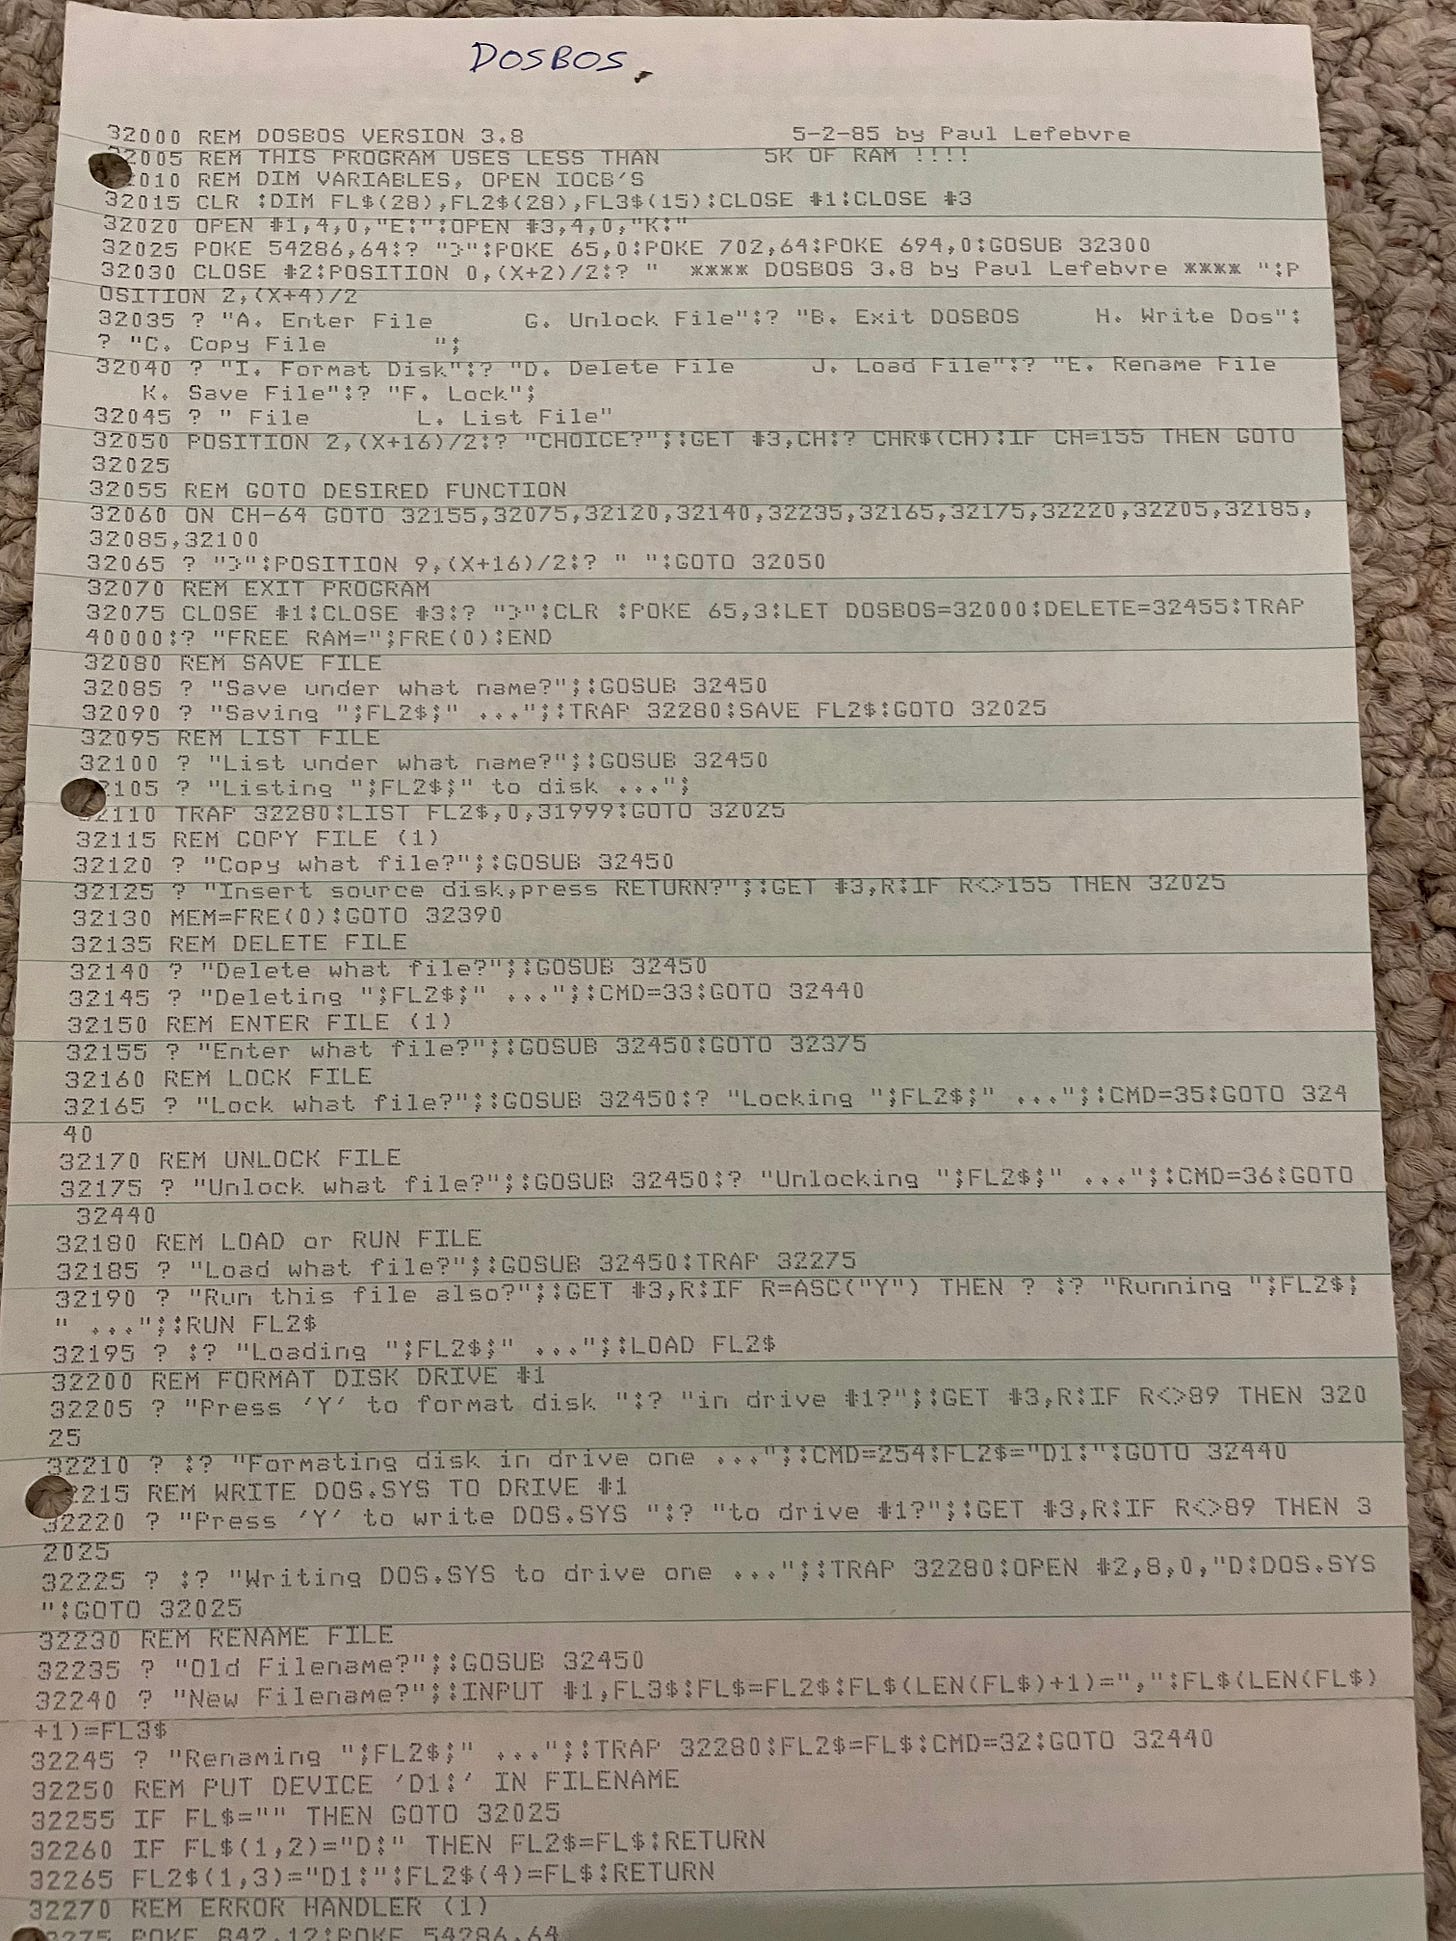 DOSBOS
32000 REM DOSBOS VERSION 3.8                5-2-85 by Paul Lefebvre
32005 REM THIS PROGRAM USES LESS THAN      5K OF RAM !!!!
2010 REM DIM VARIABLES, OPEN IOCB'S
32015 CLR :DIM FL$(28),FL2$(28),FL3$(15):CLOSE #1:CLOSE #3
32020 OPEN #1,4,0,"E:":OPEN #3,4,0,"K:"
32025 POKE 54286,64:? "}":POKE 65,0:POKE 702,64:POKE 694,0:GOSUB 32300
32030 CLOSE #2:POSITION 0,(X+2)/2:? "  **** DOSBOS 3.8 by Paul Lefebvre **** ":P
OSITION 2,(X+4)/2
32035 ? "A. Enter File      G. Unlock File":? "B. Exit DOSBOS     H. Write Dos":
? "C. Copy File       ";
32040 ? "I. Format Disk":? "D. Delete File     J. Load File":? "E. Rename File
   K. Save File":? "F. Lock";
32045 ? " File       L. List File"
32050 POSITION 2,(X+16)/2:? "CHOICE?";:GET #3,CH:? CHR$(CH):IF CH=155 THEN GOTO
32025
32055 REM GOTO DESIRED FUNCTION
32060 ON CH-64 GOTO 32155,32075,32120,32140,32235,32165,32175,32220,32205,32185,
32085,32100
32065 ? "}":POSITION 9,(X+16)/2:? " ":GOTO 32050
32070 REM EXIT PROGRAM
32075 CLOSE #1:CLOSE #3:? "}":CLR :POKE 65,3:LET DOSBOS=32000:DELETE=32455:TRAP
40000:? "FREE RAM=";FRE(0):END
32080 REM SAVE FILE
32085 ? "Save under what name?";:GOSUB 32450
32090 ? "Saving ";FL2$;" ...";:TRAP 32280:SAVE FL2$:GOTO 32025
32095 REM LIST FILE
32100 ? "List under what name?";:GOSUB 32450
2105 ? "Listing ";FL2$;" to disk ...";
32110 TRAP 32280:LIST FL2$,0,31999:GOTO 32025
32115 REM COPY FILE (1)
32120 ? "Copy what file?";:GOSUB 32450
32125 ? "Insert source disk,press RETURN?";:GET #3,R:IF R<>155 THEN 32025
32130 MEM=FRE(0):GOTO 32390
32135 REM DELETE FILE
32140 ? "Delete what file?";:GOSUB 32450
32145 ? "Deleting ";FL2$;" ...";:CMD=33:GOTO 32440
32150 REM ENTER FILE (1)
32155 ? "Enter what file?";:GOSUB 32450:GOTO 32375
32160 REM LOCK FILE
32165 ? "Lock what file?";:GOSUB 32450:? "Locking ";FL2$;" ...";:CMD=35:GOTO 324
40
32170 REM UNLOCK FILE
32175 ? "Unlock what file?";:GOSUB 32450:? "Unlocking ";FL2$;" ...";:CMD=36:GOTO
 32440
32180 REM LOAD or RUN FILE
32185 ? "Load what file?";:GOSUB 32450:TRAP 32275
32190 ? "Run this file also?";:GET #3,R:IF R=ASC("Y") THEN ? :? "Running ";FL2$;
" ...";:RUN FL2$
32195 ? :? "Loading ";FL2$;" ...";:LOAD FL2$
32200 REM FORMAT DISK DRIVE #1
32205 ? "Press 'Y' to format disk ":? "in drive #1?";:GET #3,R:IF R<>89 THEN 320
25
32210 ? :? "Formating disk in drive one ...";:CMD=254:FL2$="D1:":GOTO 32440
2215 REM WRITE DOS.SYS TO DRIVE #1
32220 ? "Press 'Y' to write DOS.SYS ":? "to drive #1?";:GET #3,R:IF R<>89 THEN 3
2025
32225 ? :? "Writing DOS.SYS to drive one ...";:TRAP 32280:OPEN #2,8,0,"D:DOS.SYS
":GOTO 32025
32230 REM RENAME FILE
32235 ? "Old Filename?";:GOSUB 32450
32240 ? "New Filename?";:INPUT #1,FL3$:FL$=FL2$:FL$(LEN(FL$)+1)=",":FL$(LEN(FL$)
+1)=FL3$
32245 ? "Renaming ";FL2$;" ...";:TRAP 32280:FL2$=FL$:CMD=32:GOTO 32440
32250 REM PUT DEVICE 'D1:' IN FILENAME
32255 IF FL$="" THEN GOTO 32025
32260 IF FL$(1,2)="D:" THEN FL2$=FL$:RETURN
32265 FL2$(1,3)="D1:":FL2$(4)=FL$:RETURN
32270 REM ERROR HANDLER (1)
2275 POKE 842,12:POKE 54286,64